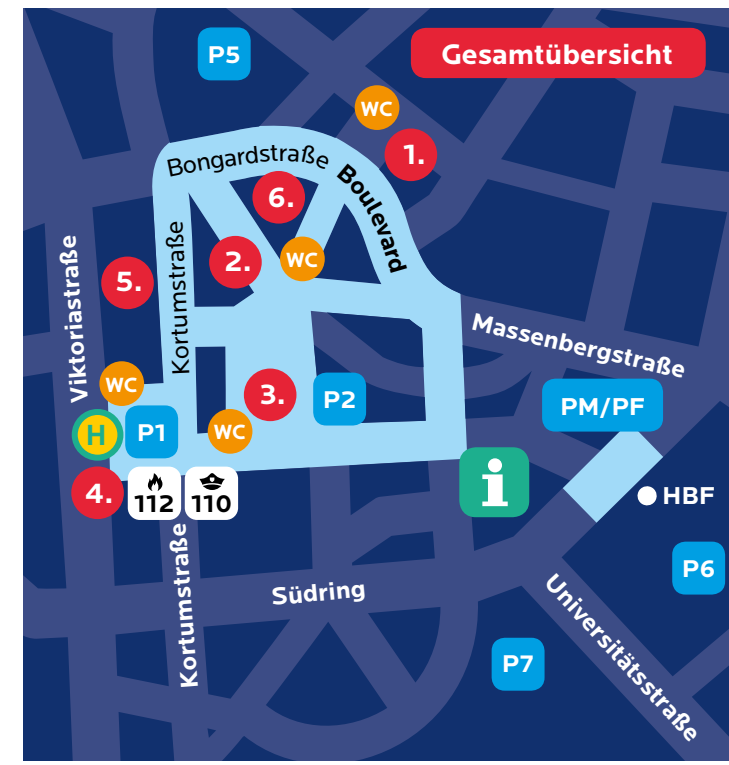 P5
Gesamtübersicht
WC
1.
Bongardstraße
Boulevard
6.
2.
WC
5.
Kortumstraße
Viktoriastraße
Massenbergstraße
WC
3.
P2
PM/PF
H
P1
WC
4.
112
110
i
HBF
Kortumstraße
Südring
P6
Universitätsstraße
P7